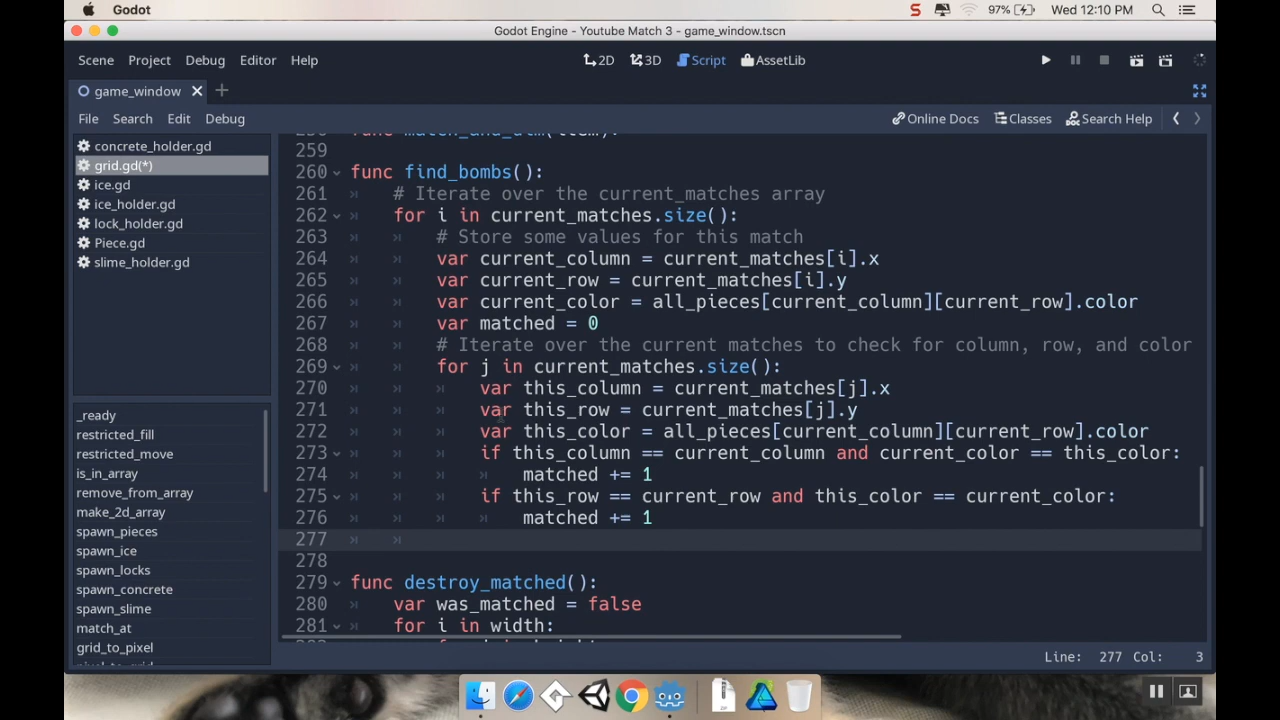 Godot
97%
Wed 12:10 PM
Godot Engine - Youtube Match 3 - game_window.tscn
Scene Project Debug Editor Help
2D 3D Script AssetLib
game_window
File Search Edit Debug
Online Docs Classes Search Help
concrete_holder.gd
grid.gd(*)
ice.gd
ice_holder.gd
lock_holder.gd
Piece.gd
slime_holder.gd
_ready
restricted_fill
restricted_move
is_in_array
remove_from_array
make_2d_array
spawn_pieces
spawn_ice
spawn_locks
spawn_concrete
spawn_slime
match_at
grid_to_pixel
259
260 func find_bombs():
261 # Iterate over the current_matches array
262 for i in current_matches.size():
263 # Store some values for this match
264 var current_column = current_matches[i].x
265 var current_row = current_matches[i].y
266 var current_color = all_pieces[current_column][current_row].color
267 var matched = 0
268 # Iterate over the current matches to check for column, row, and color
269 for j in current_matches.size():
270 var this_column = current_matches[j].x
271 var this_row = current_matches[j].y
272 var this_color = all_pieces[current_column][current_row].color
273 if this_column == current_column and current_color == this_color:
274 matched += 1
275 if this_row == current_row and this_color == current_color:
276 matched += 1
277
278
279 func destroy_matched():
280 var was_matched = false
281 for i in width:
Line: 277 Col: 3